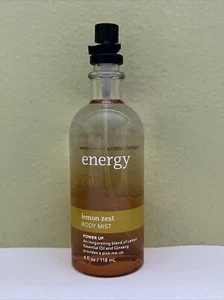 aromatherapy
energy
lemon zest
BODY MIST
POWER UP.
An invigorating blend of Lemon
Essential Oil and Ginseng
provides a pick-me-up.
4 fl oz / 118 mL